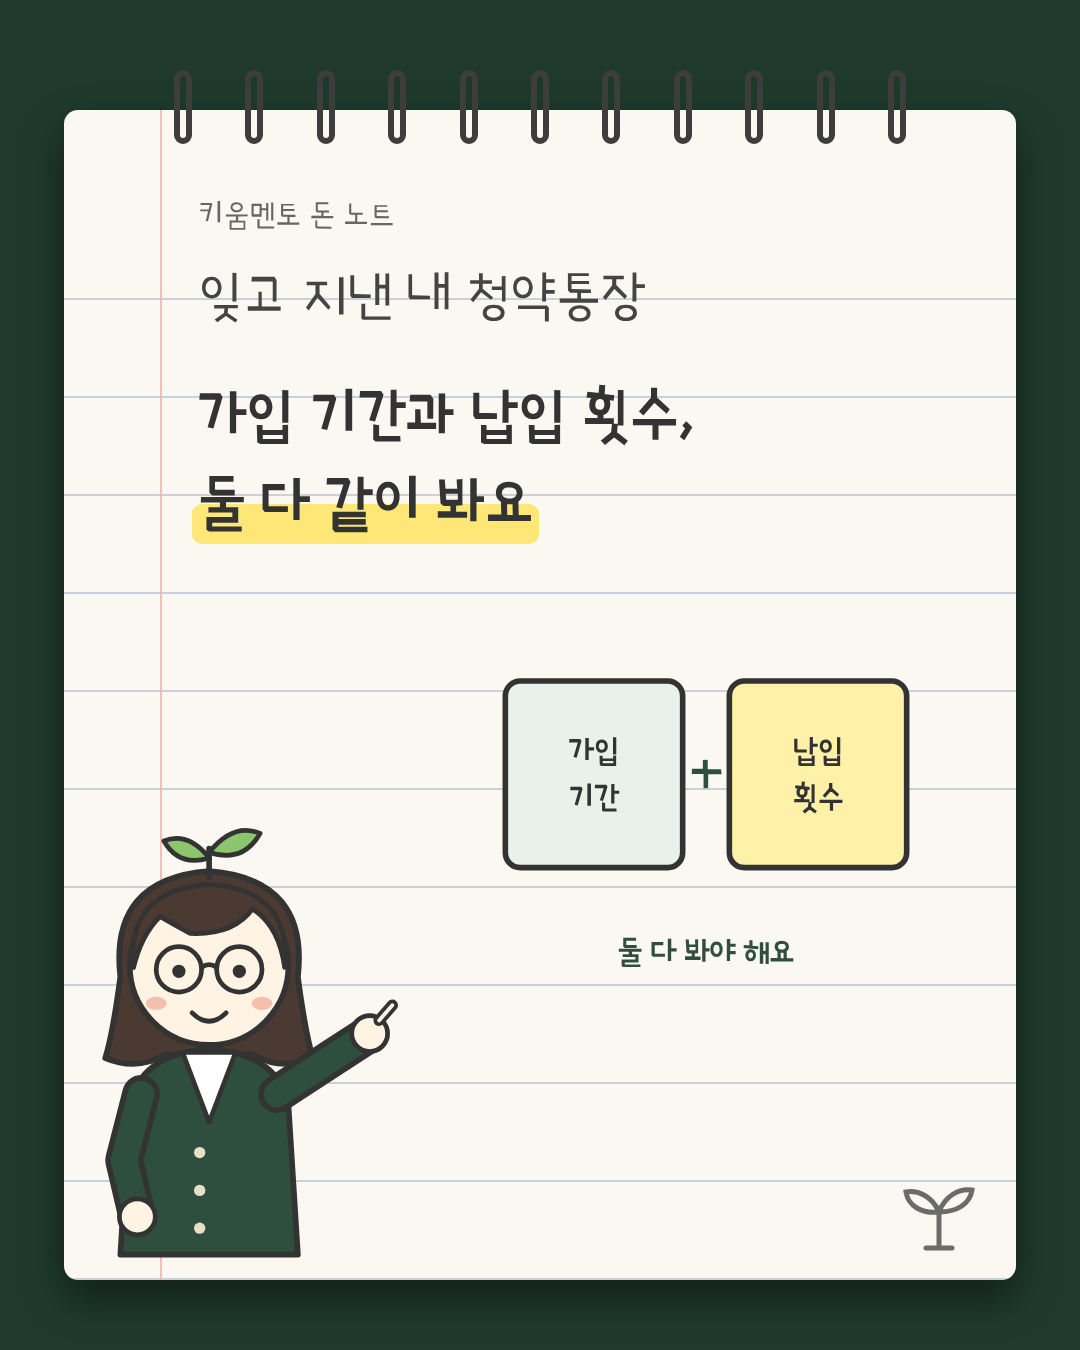 키움멘토 돈 노트
잊고 지낸 내 청약통장
가입 기간과 납입 횟수,
둘 다 같이 봐요
가입
기간
+
납입
횟수
둘 다 봐야 해요